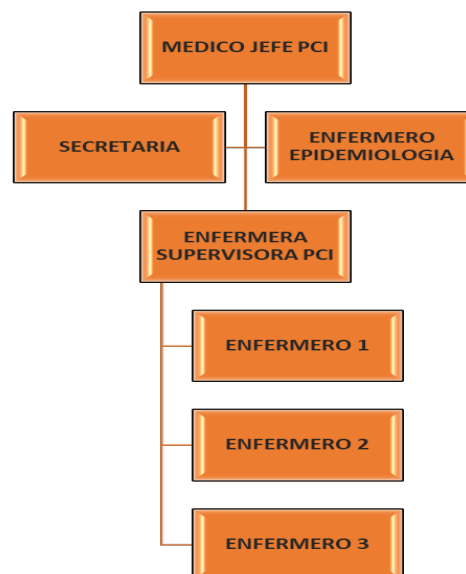 MEDICO JEFE PCI
SECRETARIA
ENFERMERO
EPIDEMIOLOGIA
ENFERMERA
SUPERVISORA PCI
ENFERMERO 1
ENFERMERO 2
ENFERMERO 3